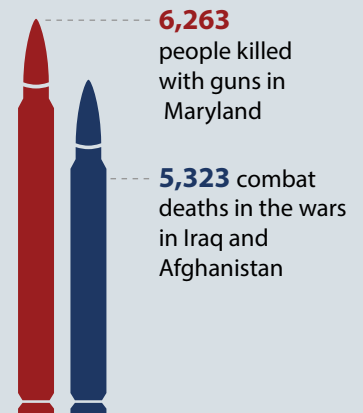 6,263
people killed
with guns in
Maryland
5,323 combat
deaths in the wars
in Iraq and
Afghanistan